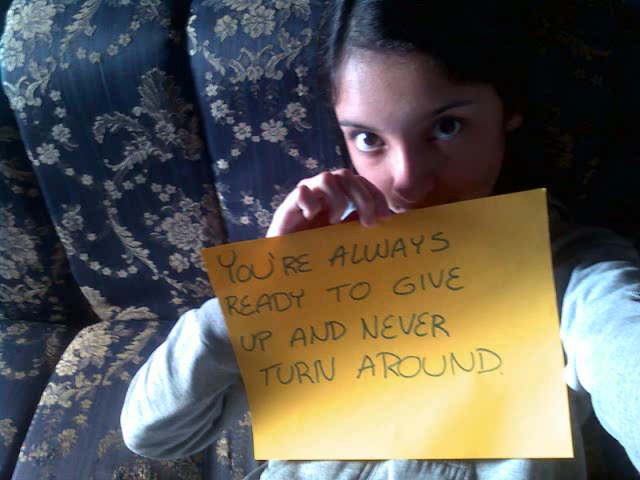 YOU'RE ALWAYS
READY TO GIVE
UP AND NEVER
TURN AROUND.